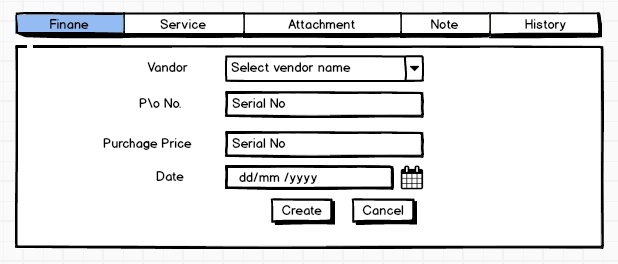 Finane Service Attachment Note History
Vandor Select vendor name
P\o No. Serial No
Purchage Price Serial No
Date dd/mm /yyyy
Create Cancel